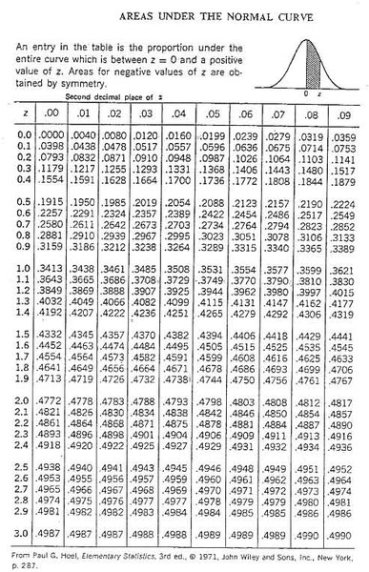 AREAS UNDER THE NORMAL CURVE
An entry in the table is the proportion under the
entire curve which is between z = 0 and a positive
value of z. Areas for negative values of z are ob-
tained by symmetry.
0 z
Second decimal place of z
z .00 .01 .02 .03 .04 .05 .06 .07 .08 .09
0.0 .0000 .0040 .0080 .0120 .0160 .0199 .0239 .0279 .0319 .0359
0.1 .0398 .0438 .0478 .0517 .0557 .0596 .0636 .0675 .0714 .0753
0.2 .0793 .0832 .0871 .0910 .0948 .0987 .1026 .1064 .1103 .1141
0.3 .1179 .1217 .1255 .1293 .1331 .1368 .1406 .1443 .1480 .1517
0.4 .1554 .1591 .1628 .1664 .1700 .1736 .1772 .1808 .1844 .1879
0.5 .1915 .1950 .1985 .2019 .2054 .2088 .2123 .2157 .2190 .2224
0.6 .2257 .2291 .2324 .2357 .2389 .2422 .2454 .2486 .2517 .2549
0.7 .2580 .2611 .2642 .2673 .2703 .2734 .2764 .2794 .2823 .2852
0.8 .2881 .2910 .2939 .2967 .2995 .3023 .3051 .3078 .3106 .3133
0.9 .3159 .3186 .3212 .3238 .3264 .3289 .3315 .3340 .3365 .3389
1.0 .3413 .3438 .3461 .3485 .3508 .3531 .3554 .3577 .3599 .3621
1.1 .3643 .3665 .3686 .3708 .3729 .3749 .3770 .3790 .3810 .3830
1.2 .3849 .3869 .3888 .3907 .3925 .3944 .3962 .3980 .3997 .4015
1.3 .4032 .4049 .4066 .4082 .4099 .4115 .4131 .4147 .4162 .4177
1.4 .4192 .4207 .4222 .4236 .4251 .4265 .4279 .4292 .4306 .4319
1.5 .4332 .4345 .4357 .4370 .4382 .4394 .4406 .4418 .4429 .4441
1.6 .4452 .4463 .4474 .4484 .4495 .4505 .4515 .4525 .4535 .4545
1.7 .4554 .4564 .4573 .4582 .4591 .4599 .4608 .4616 .4625 .4633
1.8 .4641 .4649 .4656 .4664 .4671 .4678 .4686 .4693 .4699 .4706
1.9 .4713 .4719 .4726 .4732 .4738 .4744 .4750 .4756 .4761 .4767
2.0 .4772 .4778 .4783 .4788 .4793 .4798 .4803 .4808 .4812 .4817
2.1 .4821 .4826 .4830 .4834 .4838 .4842 .4846 .4850 .4854 .4857
2.2 .4861 .4864 .4868 .4871 .4875 .4878 .4881 .4884 .4887 .4890
2.3 .4893 .4896 .4898 .4901 .4904 .4906 .4909 .4911 .4913 .4916
2.4 .4918 .4920 .4922 .4925 .4927 .4929 .4931 .4932 .4934 .4936
2.5 .4938 .4940 .4941 .4943 .4945 .4946 .4948 .4949 .4951 .4952
2.6 .4953 .4955 .4956 .4957 .4959 .4960 .4961 .4962 .4963 .4964
2.7 .4965 .4966 .4967 .4968 .4969 .4970 .4971 .4972 .4973 .4974
2.8 .4974 .4975 .4976 .4977 .4977 .4978 .4979 .4979 .4980 .4981
2.9 .4981 .4982 .4982 .4983 .4984 .4984 .4985 .4985 .4986 .4986
3.0 .4987 .4987 .4987 .4988 .4988 .4989 .4989 .4989 .4990 .4990
From Paul G. Hoel, Elementary Statistics, 3rd ed., © 1971, John Wiley and Sons, Inc., New York,
p. 287.